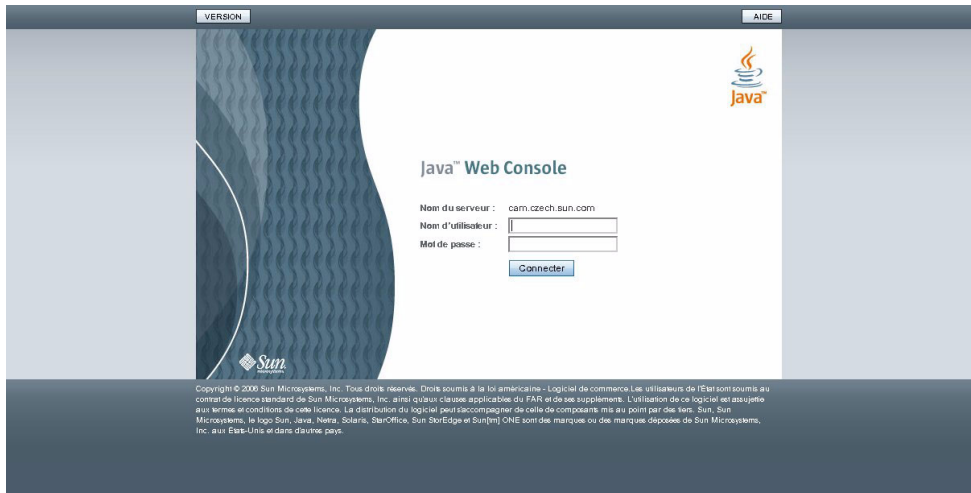 VERSION
AIDE
Java™
Java™ Web Console
Nom du serveur : cam.czech.sun.com
Nom d'utilisateur :
Mot de passe :
Connecter
Sun
microsystems
Copyright © 2006 Sun Microsystems, Inc. Tous droits réservés. Droits soumis à la loi américaine - Logiciel de commerce.Les utilisateurs de l'État sont soumis au
contrat de licence standard de Sun Microsystems, Inc. ainsi qu'aux clauses applicables du FAR et de ses suppléments. L'utilisation de ce logiciel est assujetie
aux termes et conditions de cette licence. La distribution du logiciel peut s'accompagner de celle de composants mis au point par des tiers. Sun, Sun
Microsystems, le logo Sun, Java, Netra, Solaris, StarOffice, Sun StorEdge et Sun[tm] ONE sont des marques ou des marques déposées de Sun Microsystems,
Inc. aux États-Unis et dans d'autres pays.